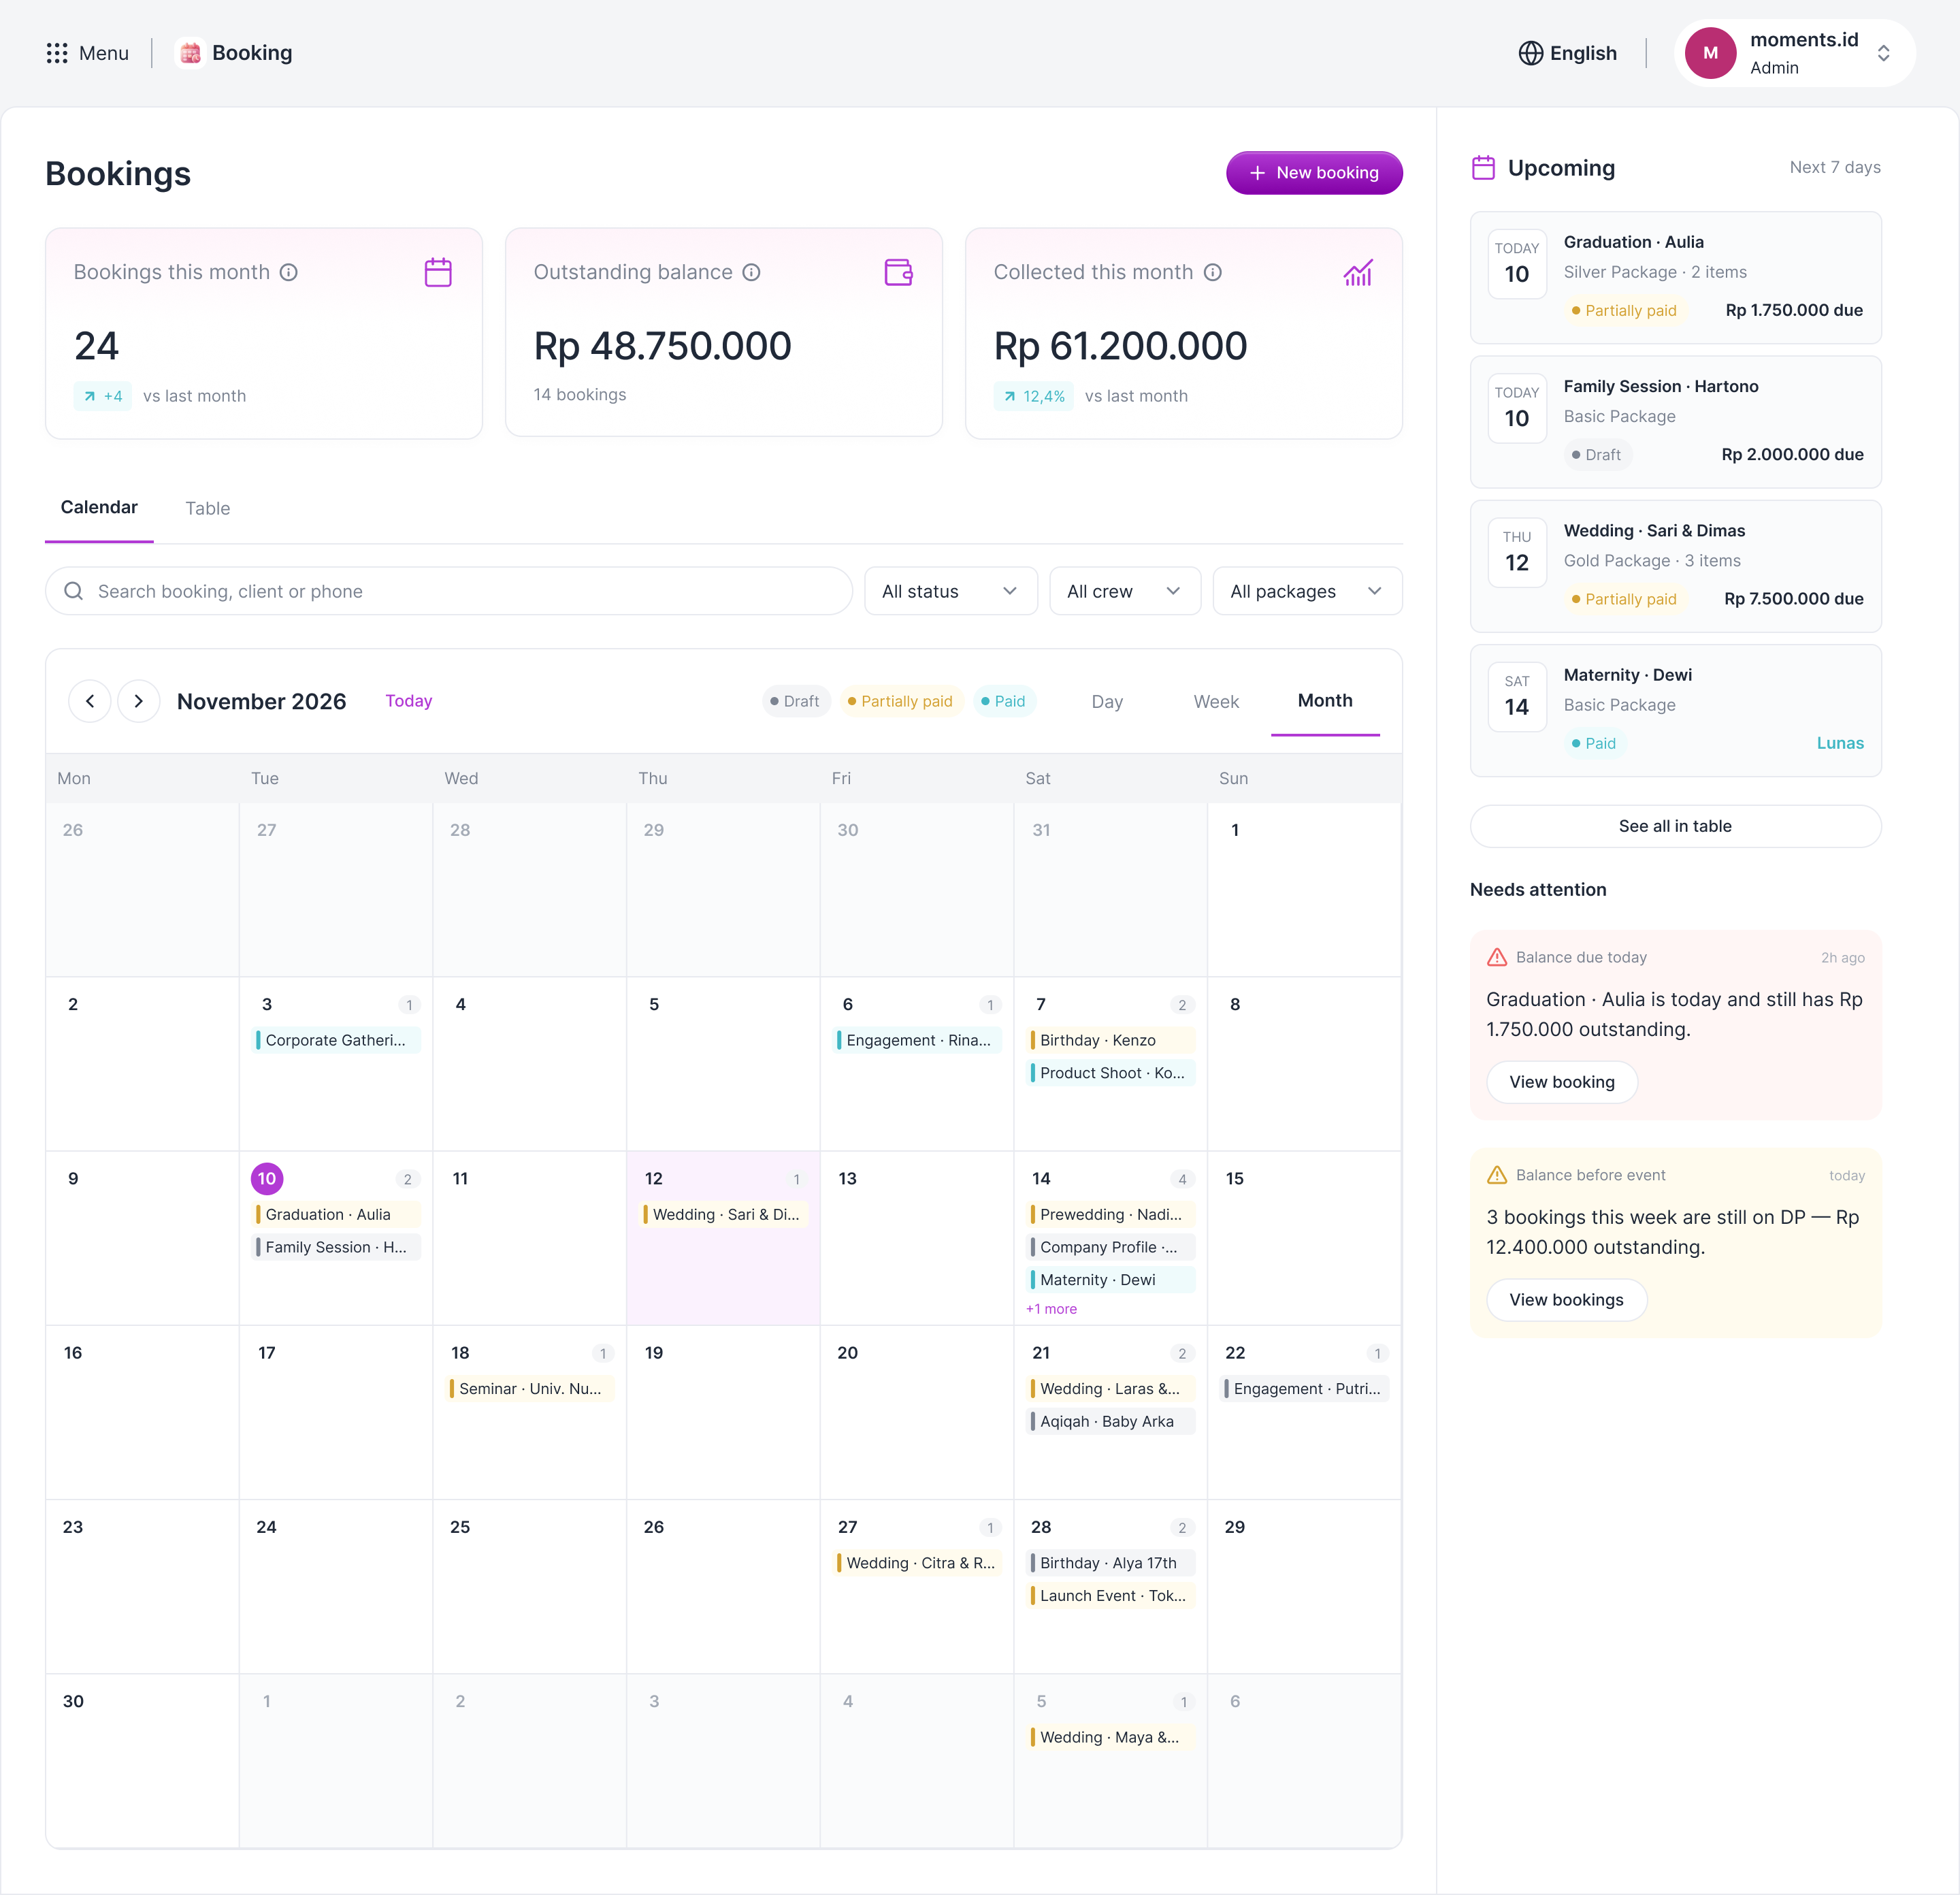 Menu
Booking
English
M
moments.id
Admin
Bookings
New booking
Bookings this month
24
+4 vs last month
Outstanding balance
Rp 48.750.000
14 bookings
Collected this month
Rp 61.200.000
12,4% vs last month
Calendar
Table
Search booking, client or phone
All status
All crew
All packages
November 2026
Today
Draft
Partially paid
Paid
Day
Week
Month
Mon Tue Wed Thu Fri Sat Sun
26 27 28 29 30 31 1
2
3 1
Corporate Gatheri...
4
5
6 1
Engagement · Rina...
7 2
Birthday · Kenzo
Product Shoot · Ko...
8
9
10 2
Graduation · Aulia
Family Session · H...
11
12 1
Wedding · Sari & Di...
13
14 4
Prewedding · Nadi...
Company Profile ·...
Maternity · Dewi
+1 more
15
16
17
18 1
Seminar · Univ. Nu...
19
20
21 2
Wedding · Laras &...
Aqiqah · Baby Arka
22 1
Engagement · Putri...
23
24
25
26
27 1
Wedding · Citra & R...
28 2
Birthday · Alya 17th
Launch Event · Tok...
29
30
1
2
3
4
5 1
Wedding · Maya &...
6
Upcoming
Next 7 days
TODAY
10
Graduation · Aulia
Silver Package · 2 items
Partially paid
Rp 1.750.000 due
TODAY
10
Family Session · Hartono
Basic Package
Draft
Rp 2.000.000 due
THU
12
Wedding · Sari & Dimas
Gold Package · 3 items
Partially paid
Rp 7.500.000 due
SAT
14
Maternity · Dewi
Basic Package
Paid
Lunas
See all in table
Needs attention
Balance due today
2h ago
Graduation · Aulia is today and still has Rp
1.750.000 outstanding.
View booking
Balance before event
today
3 bookings this week are still on DP — Rp
12.400.000 outstanding.
View bookings